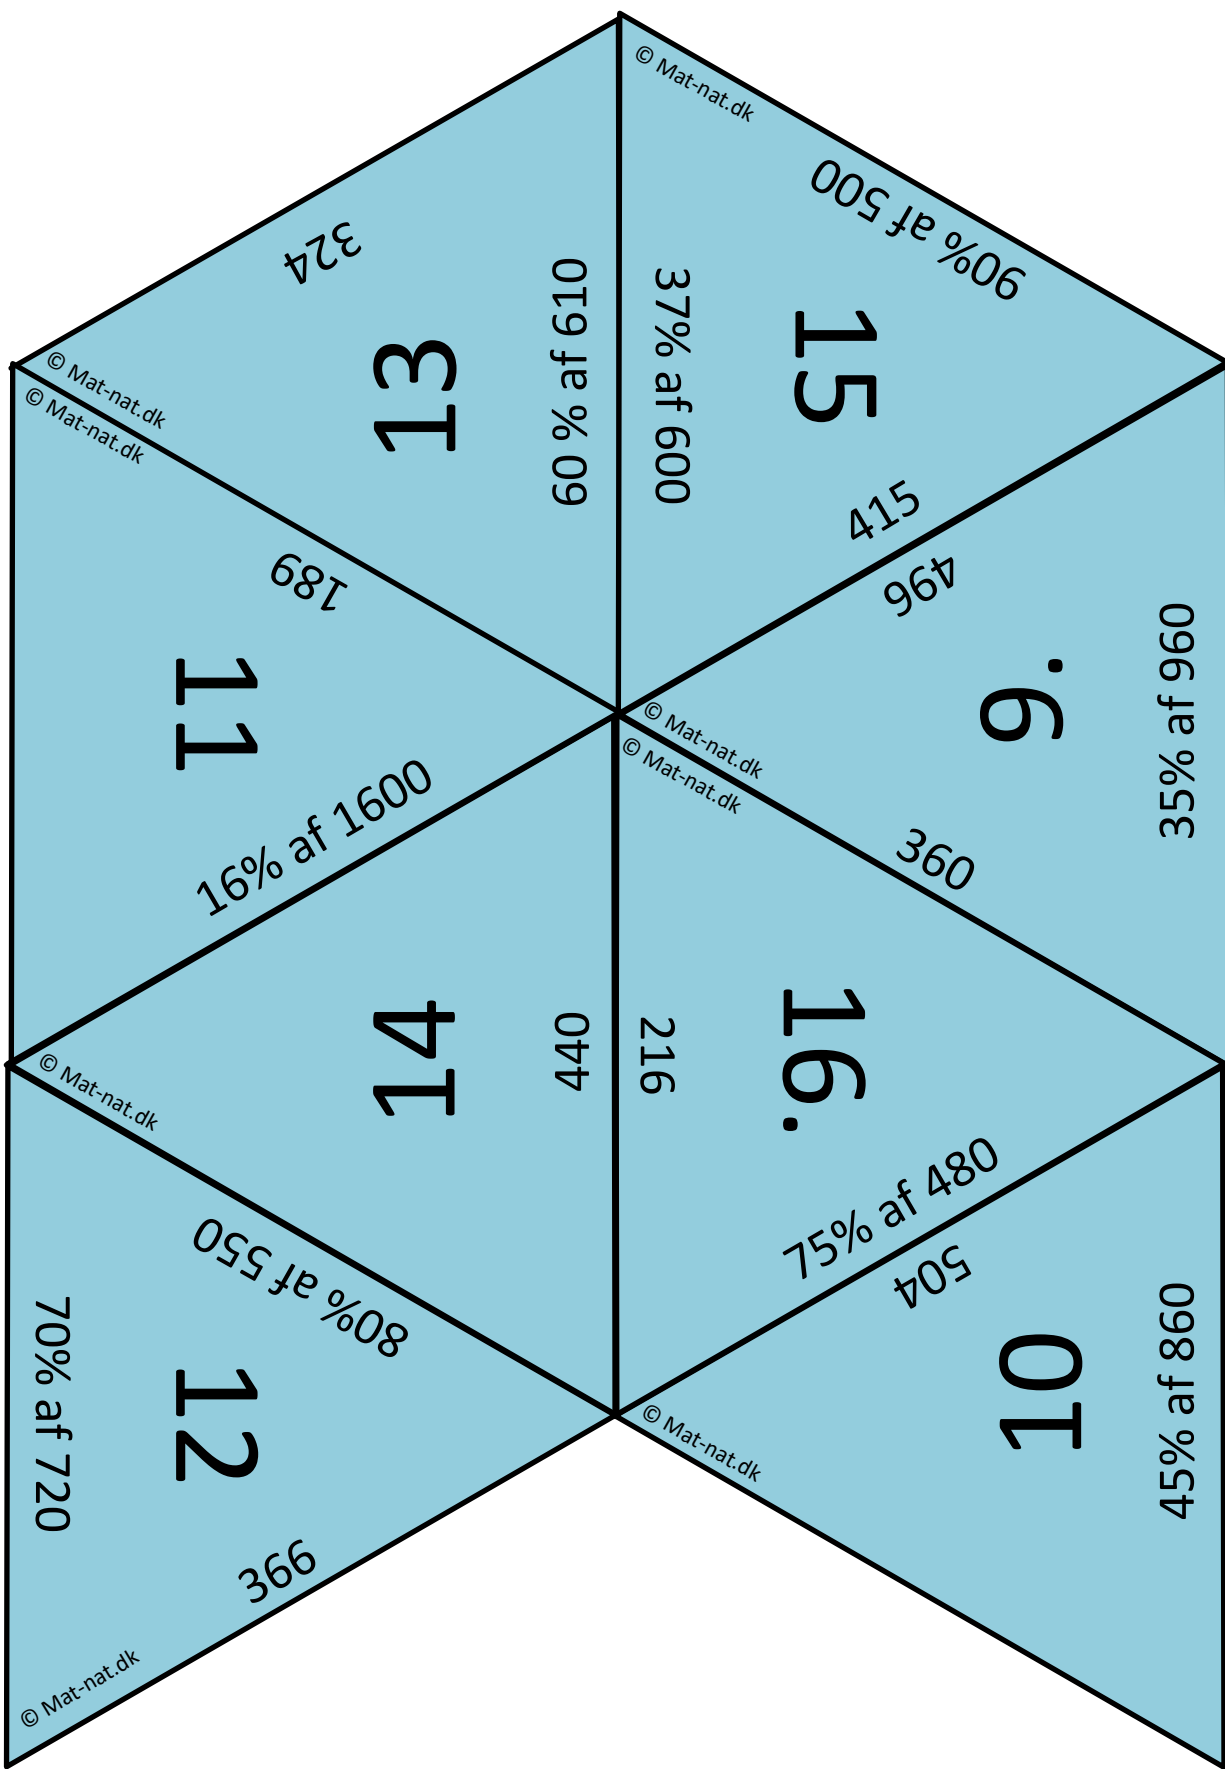 © Mat-nat.dk
90% af 500
324
60 % af 610
37% af 600
15
13
© Mat-nat.dk
© Mat-nat.dk
415
496
189
35% af 960
9.
11
© Mat-nat.dk
© Mat-nat.dk
16% af 1600
360
14
440
216
16.
© Mat-nat.dk
75% af 480
80% af 550
504
70% af 720
12
10
45% af 860
© Mat-nat.dk
366
© Mat-nat.dk